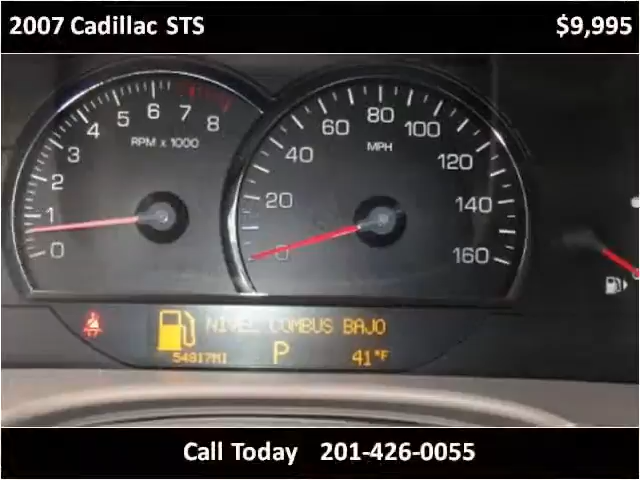 2007 Cadillac STS $9,995
0 1 2 3 4 5 6 7 8
RPM x 1000
0 20 40 60 80 100 120 140 160
MPH
NIVEL COMBUS BAJO
54817MI P 41°F
Call Today 201-426-0055